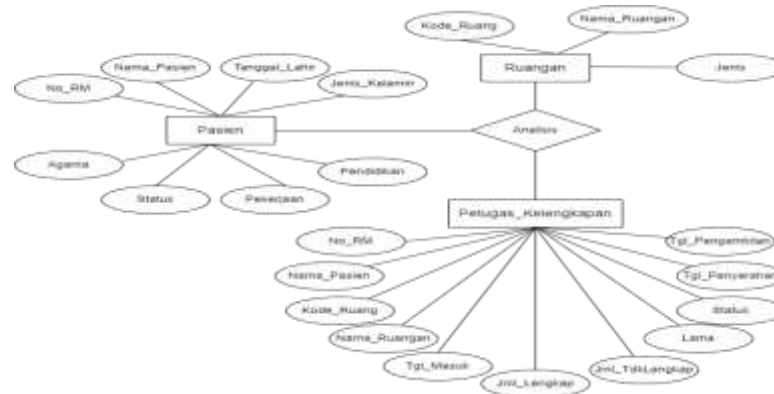 Kode_Ruang
Nama_Ruangan
Ruangan
Jenis
Nama_Pasien
Tanggal_Lahir
No_RM
Jenis_Kelamin
Pasien
Analisis
Agama
Pendidikan
Status
Pekerjaan
Petugas_Kelengkapan
No_RM
Tgl_Pengambilan
Nama_Pasien
Tgl_Penyerahan
Kode_Ruang
Status
Nama_Ruangan
Lama
Tgl_Masuk
Jml_TdkLengkap
Jml_Lengkap